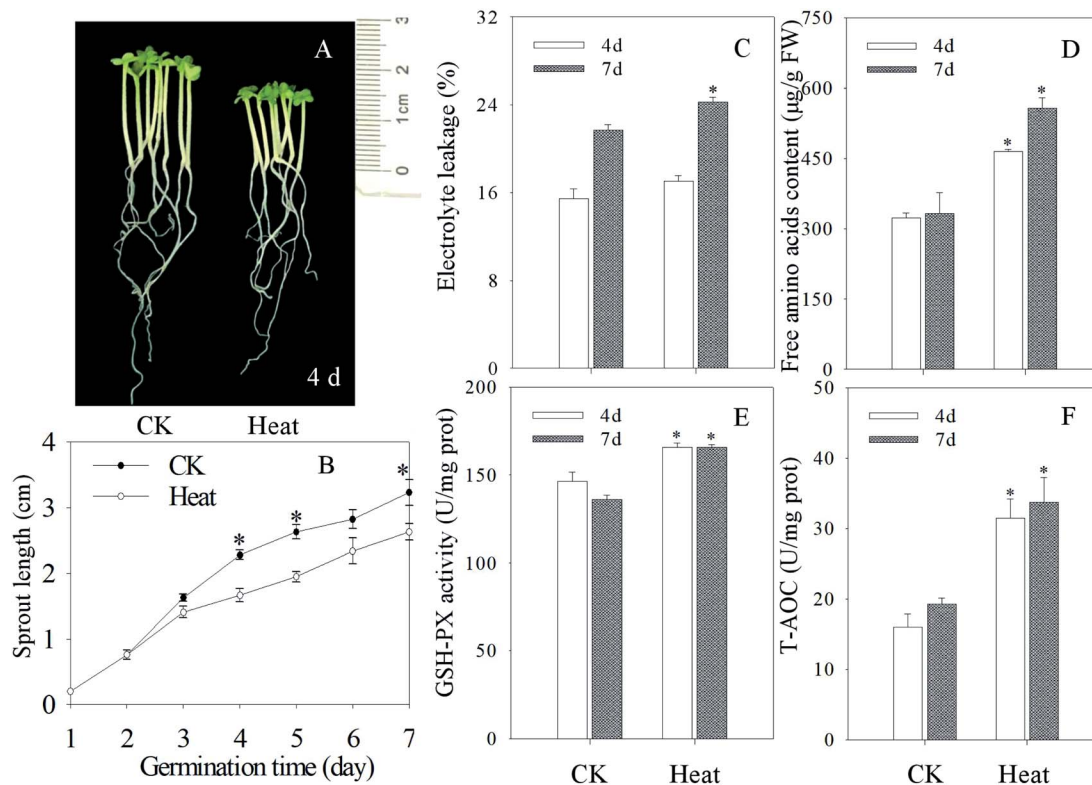 A
3
2
1cm
0
4 d
CK Heat
B
CK
Heat
Sprout length (cm)
4
3
2
1
0
* * *
1 2 3 4 5 6 7
Germination time (day)
C
4d
7d
Electrolyte leakage (%)
32
24
16
8
0
*
D
4d
7d
Free amino acids content (μg/g FW)
750
600
450
300
150
0
* *
E
4d
7d
GSH-PX activity (U/mg prot)
200
150
100
50
0
* *
CK Heat
F
4d
7d
T-AOC (U/mg prot)
50
40
30
20
10
0
* *
CK Heat